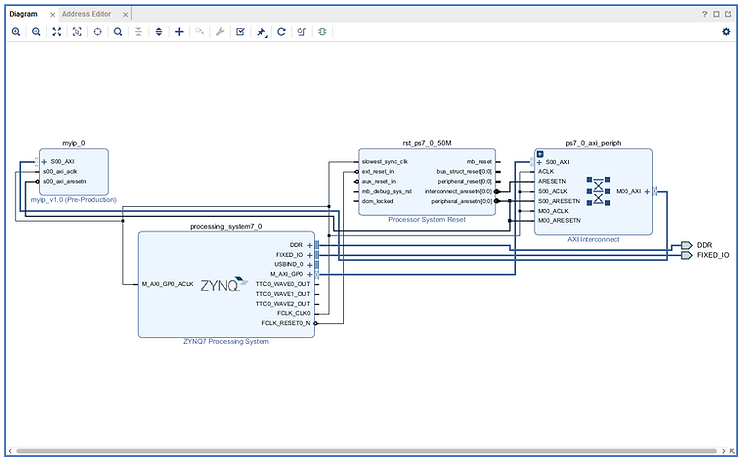 Diagram
Address Editor
myip_0
S00_AXI
s00_axi_aclk
s00_axi_aresetn
myip_v1.0 (Pre-Production)
rst_ps7_0_50M
slowest_sync_clk
ext_reset_in
aux_reset_in
mb_debug_sys_rst
dcm_locked
mb_reset
bus_struct_reset[0:0]
peripheral_reset[0:0]
interconnect_aresetn[0:0]
peripheral_aresetn[0:0]
Processor System Reset
ps7_0_axi_periph
S00_AXI
ACLK
ARESETN
S00_ACLK
S00_ARESETN
M00_ACLK
M00_ARESETN
M00_AXI
AXI Interconnect
processing_system7_0
M_AXI_GP0_ACLK
ZYNQ
DDR
FIXED_IO
USBIND_0
M_AXI_GP0
TTC0_WAVE0_OUT
TTC0_WAVE1_OUT
TTC0_WAVE2_OUT
FCLK_CLK0
FCLK_RESET0_N
ZYNQ7 Processing System
DDR
FIXED_IO